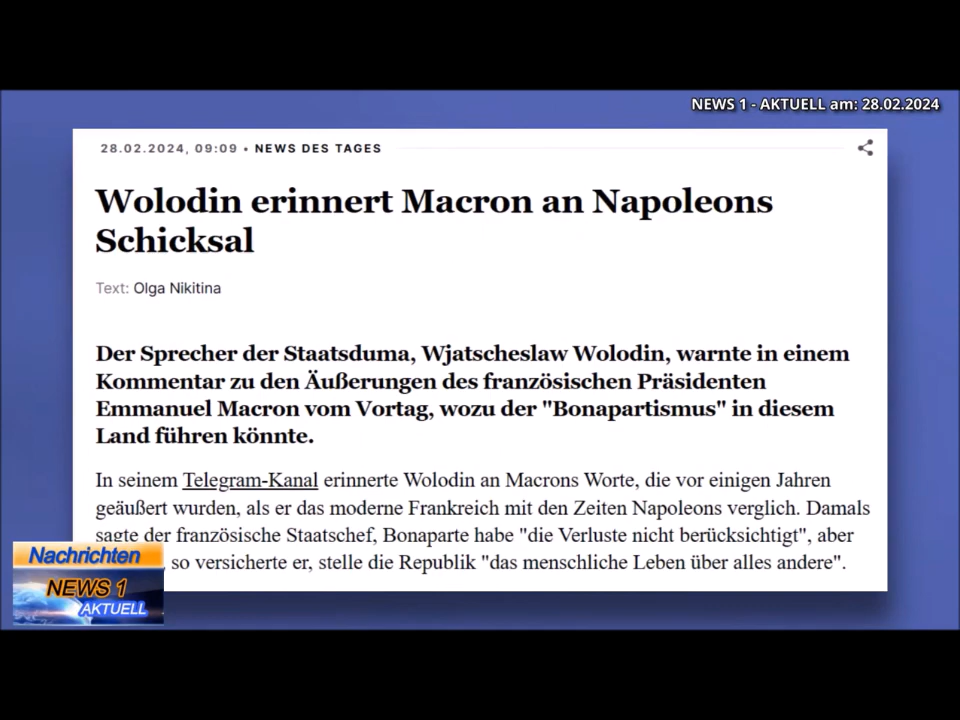 NEWS 1 - AKTUELL am: 28.02.2024
28.02.2024, 09:09 • NEWS DES TAGES
Wolodin erinnert Macron an Napoleons
Schicksal
Text: Olga Nikitina
Der Sprecher der Staatsduma, Wjatscheslaw Wolodin, warnte in einem
Kommentar zu den Äußerungen des französischen Präsidenten
Emmanuel Macron vom Vortag, wozu der "Bonapartismus" in diesem
Land führen könnte.
In seinem Telegram-Kanal erinnerte Wolodin an Macrons Worte, die vor einigen Jahren
geäußert wurden, als er das moderne Frankreich mit den Zeiten Napoleons verglich. Damals
sagte der französische Staatschef, Bonaparte habe "die Verluste nicht berücksichtigt", aber
so versicherte er, stelle die Republik "das menschliche Leben über alles andere".
Nachrichten
NEWS 1
AKTUELL